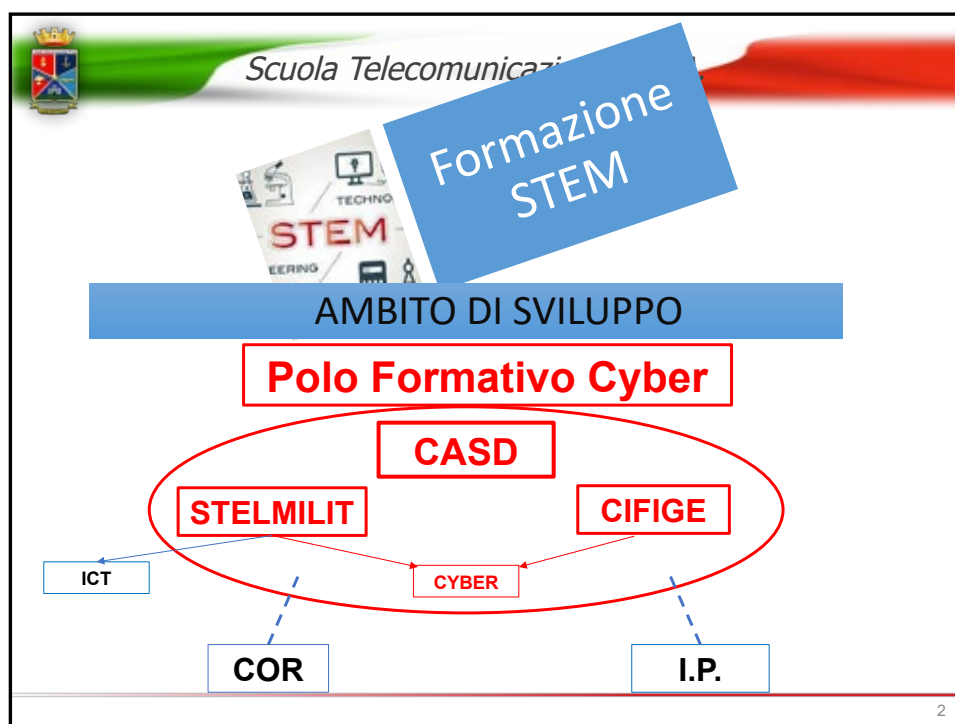 Scuola Telecomunicazi
Formazione
STEM
TECHNO
STEM
EERING
AMBITO DI SVILUPPO
Polo Formativo Cyber
CASD
STELMILIT
CIFIGE
ICT
CYBER
COR
I.P.
2